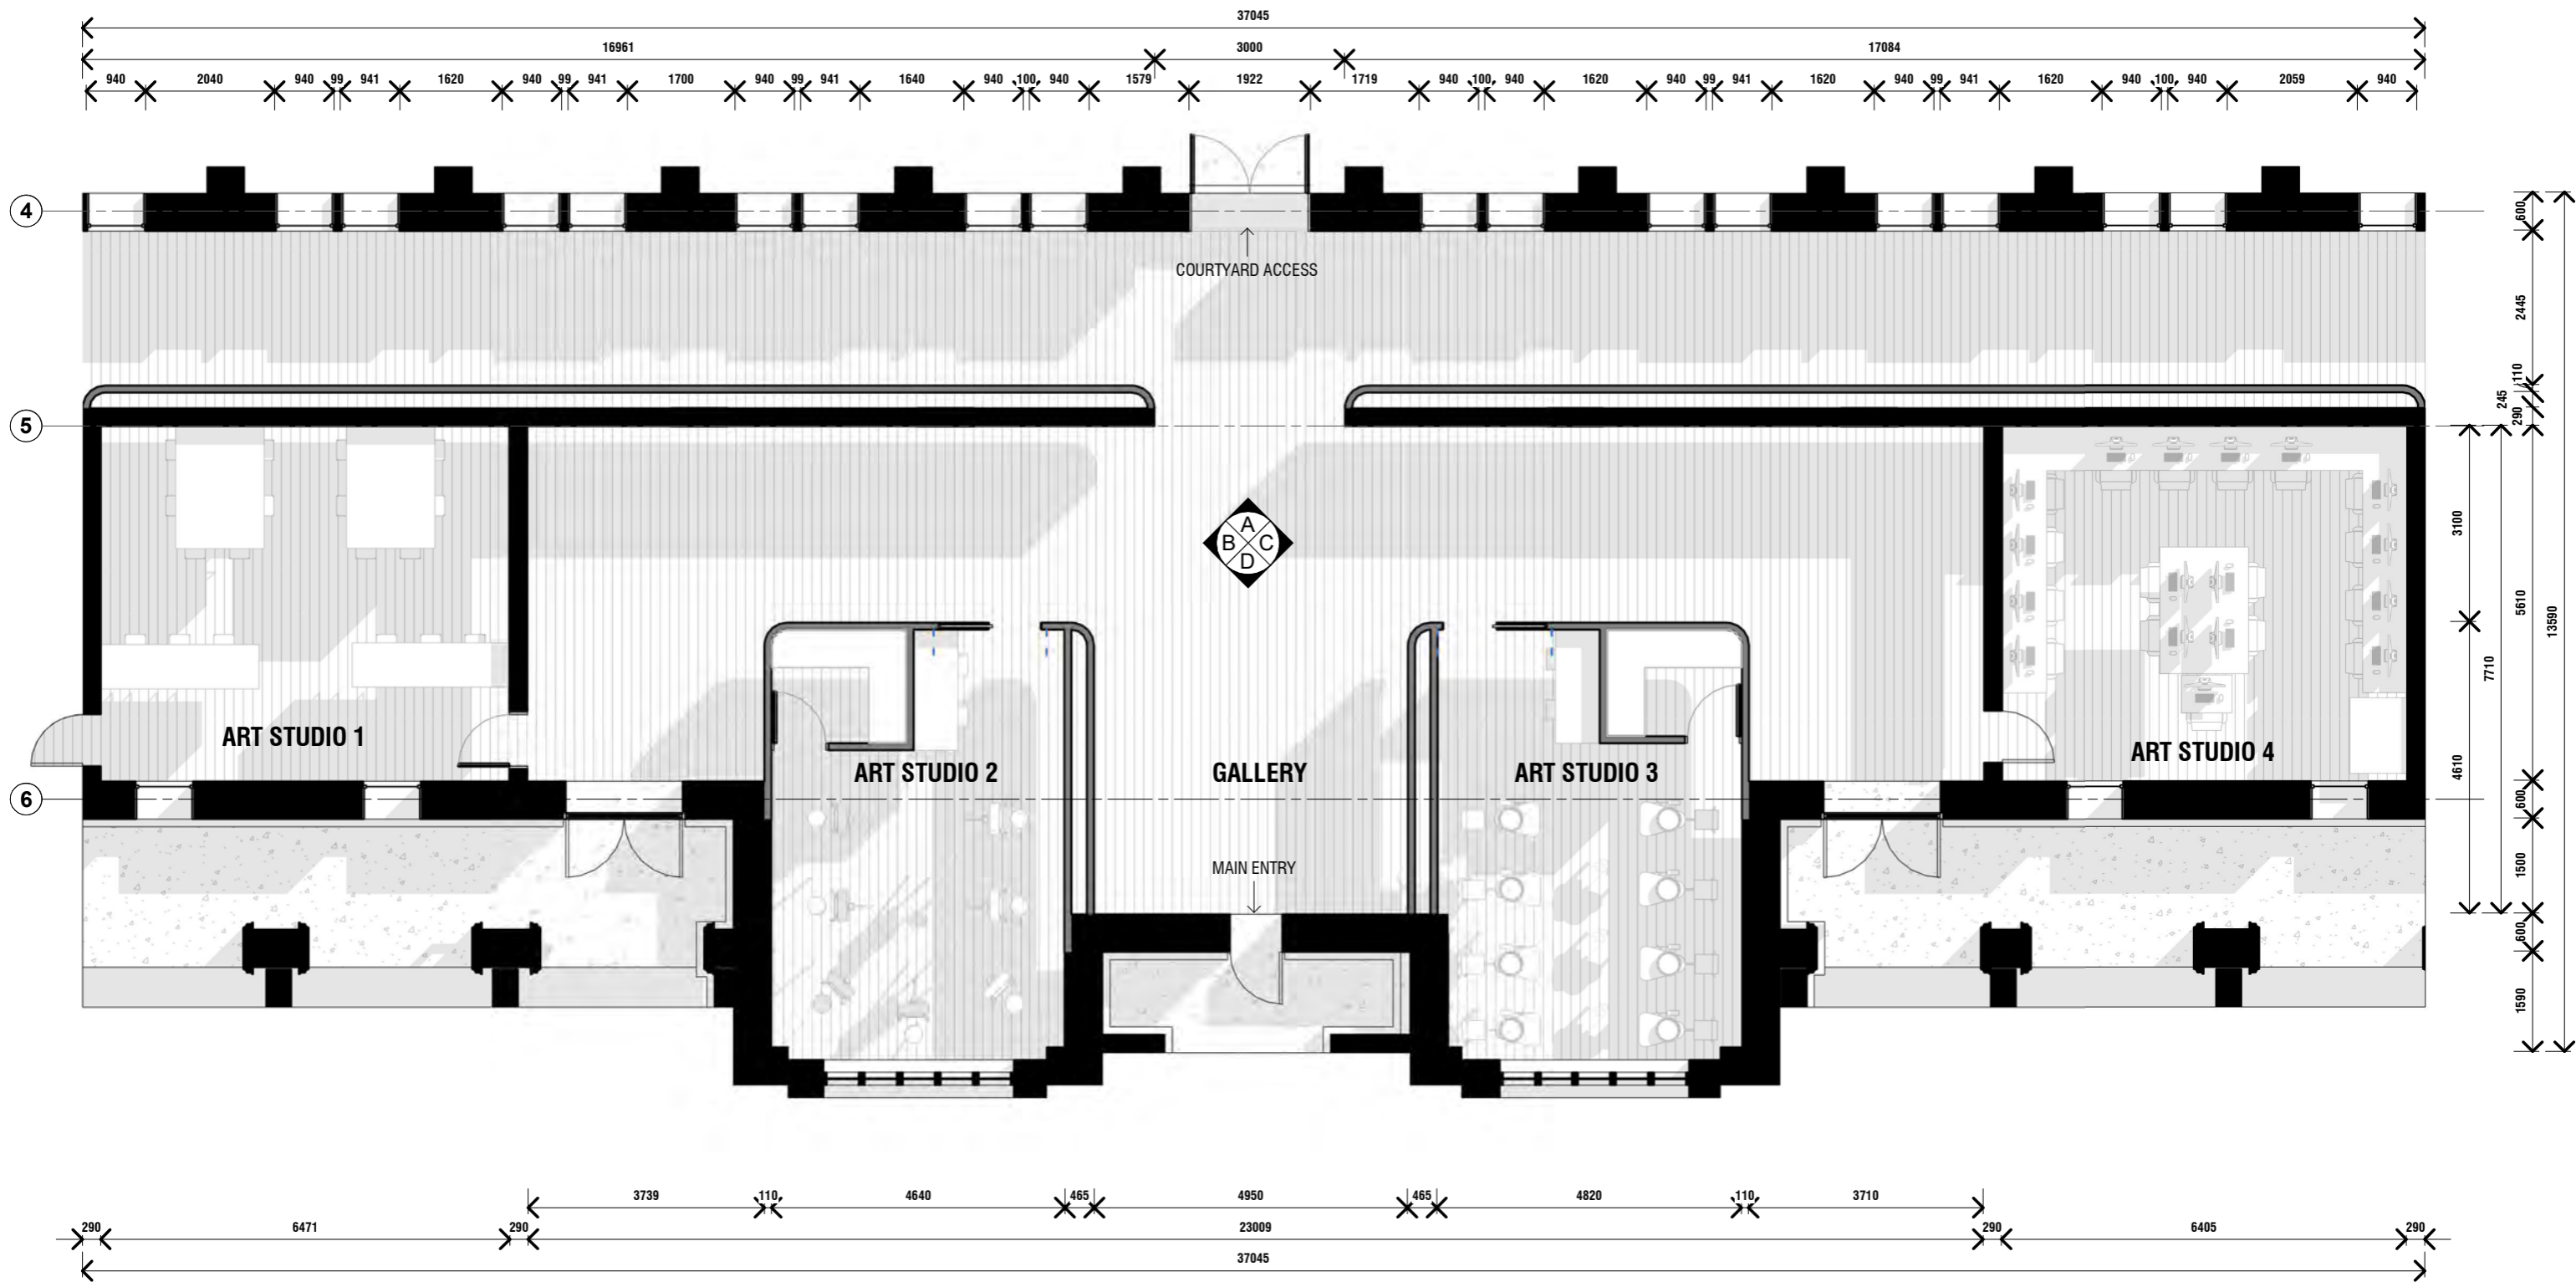 37045
16961 3000 17084
940 2040 940 99 941 1620 940 99 941 1700 940 99 941 1640 940 100 940 1579 1922 1719 940 100 940 1620 940 99 941 1620 940 99 941 1620 940 100 940 2059 940
4
600
COURTYARD ACCESS
2445
110
245
290
5
A
B C
D
3100
5610
13590
7710
ART STUDIO 1
ART STUDIO 2
GALLERY
ART STUDIO 3
ART STUDIO 4
4610
6
600
MAIN ENTRY
1500
600
1590
3739 110 4640 465 4950 465 4820 110 3710
290 6471 290 23009 290 6405 290
37045